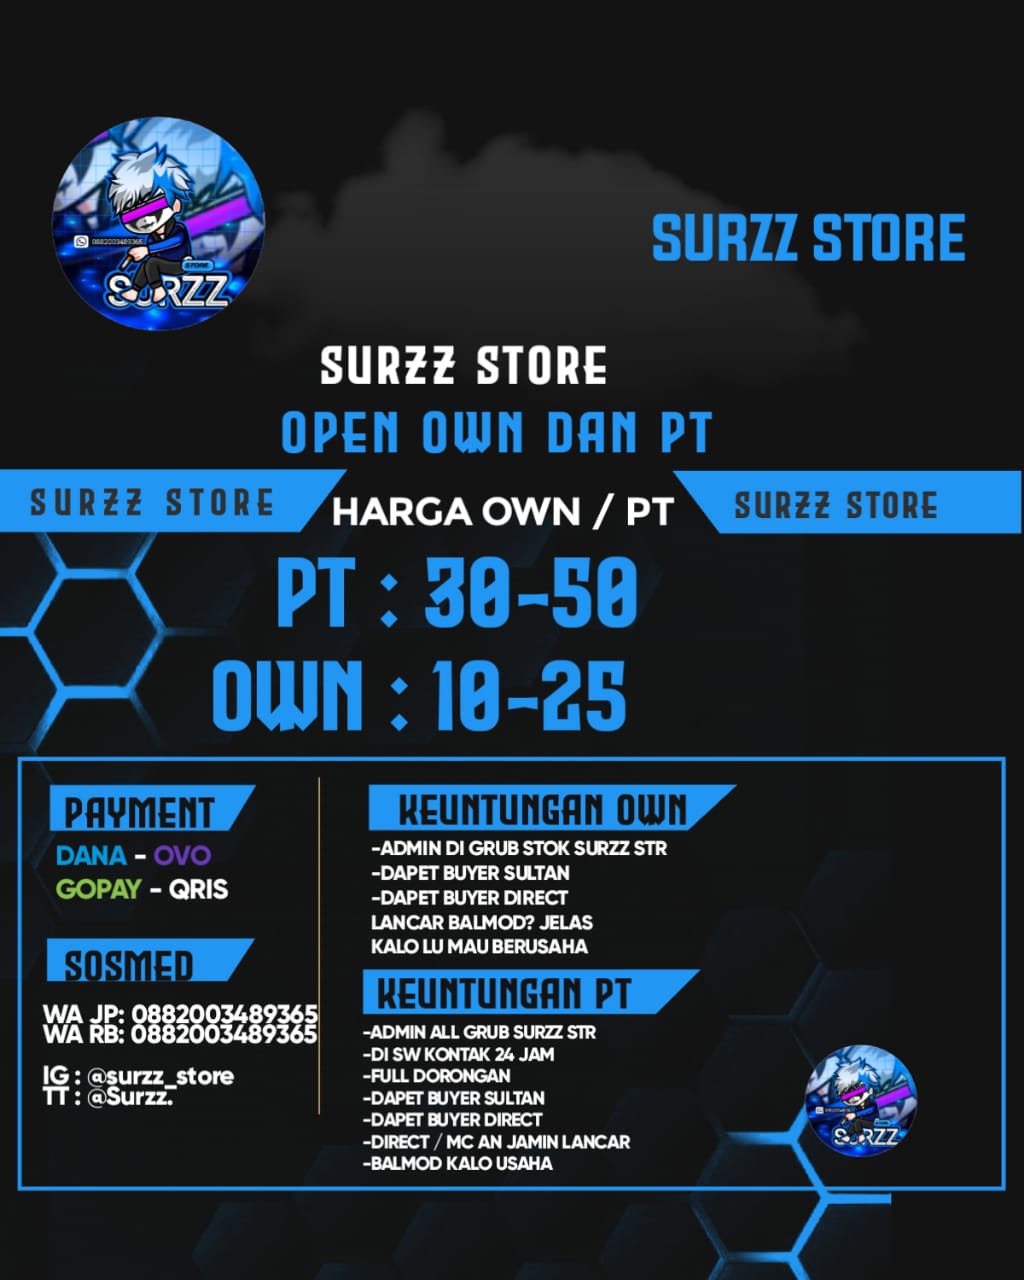 0882003489365
STORE
SURZZ
SURZZ STORE
SURZZ STORE
OPEN OWN DAN PT
SURZZ STORE
HARGA OWN / PT
SURZZ STORE
PT : 30-50
OWN : 10-25
PAYMENT
DANA - OVO
GOPAY - QRIS
SOSMED
WA JP: 0882003489365
WA RB: 0882003489365
IG : @surzz_store
TT : @Surzz.
KEUNTUNGAN OWN
-ADMIN DI GRUB STOK SURZZ STR
-DAPET BUYER SULTAN
-DAPET BUYER DIRECT
LANCAR BALMOD? JELAS
KALO LU MAU BERUSAHA
KEUNTUNGAN PT
-ADMIN ALL GRUB SURZZ STR
-DI SW KONTAK 24 JAM
-FULL DORONGAN
-DAPET BUYER SULTAN
-DAPET BUYER DIRECT
-DIRECT / MC AN JAMIN LANCAR
-BALMOD KALO USAHA
SURZZ